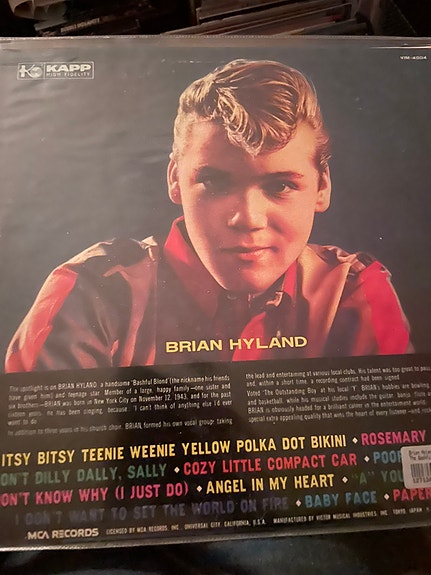 KAPP
HIGH FIDELITY
VIM-4004
BRIAN HYLAND
The spotlight is on BRIAN HYLAND, a handsome 'Bashful Blond' (the nickname his friends
have given him) and teenage star. Member of a large, happy family—one sister and
six brothers—BRIAN was born in New York City on November 12, 1943, and for the past
sixteen years, he has been singing, because "I can't think of anything else I'd ever
want to do."
three years in his church choir, BRIAN, formed his own vocal group, taking
the lead and entertaining at various local clubs. His talent was too great to pass
and, within a short time, a recording contract had been signed.
Voted 'The Outstanding Boy' at his local 'Y', BRIAN'S hobbies are bowling,
and basketball, while his musical studies include the guitar,
BRIAN is obviously headed for a brilliant career in the entertainment world
special extra appealing quality that wins the heart of every listener—and,
ITSY BITSY TEENIE WEENIE YELLOW POLKA DOT BIKINI ◆ ROSEMARY
ON'T DILLY DALLY, SALLY ◆ COZY LITTLE COMPACT CAR ◆ POO
ON'T KNOW WHY (I JUST DO) ◆ ANGEL IN MY HEART ◆ "A" YOU
I DON'T WANT TO SET THE WORLD ON FIRE ◆ BABY FACE ◆ PAPER
MCA RECORDS LICENSED BY MCA RECORDS, INC., UNIVERSAL CITY, CALIFORNIA, U.S.A. MANUFACTURED BY VICTOR MUSICAL INDUSTRIES, INC. TOKYO, JAPAN